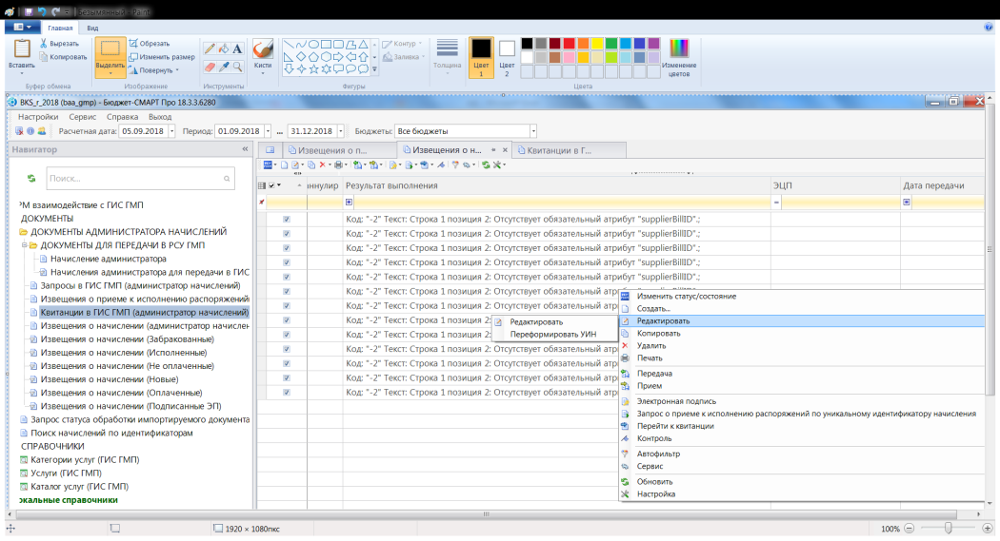 Безымянный - Paint
Главная
Вид
Вставить
Вырезать
Копировать
Буфер обмена
Выделить
Обрезать
Изменить размер
Повернуть
Изображение
Инструменты
Кисти
Контур
Заливка
Фигуры
Толщина
Цвет 1
Цвет 2
Изменение цветов
Цвета
BKS_r_2018 (baa_gmp) - Бюджет-СМАРТ Про 18.3.3.6280
Настройки Сервис Справка Выход
Расчетная дата: 05.09.2018 Период: 01.09.2018 ... 31.12.2018 Бюджеты: Все бюджеты
Навигатор
Поиск...
РМ взаимодействие с ГИС ГМП
ДОКУМЕНТЫ
ДОКУМЕНТЫ АДМИНИСТРАТОРА НАЧИСЛЕНИЙ
ДОКУМЕНТЫ ДЛЯ ПЕРЕДАЧИ В РСУ ГМП
Начисление администратора
Начисления администратора для передачи в ГИС
Запросы в ГИС ГМП (администратор начислений)
Извещения о приеме к исполнению распоряжений
Квитанции в ГИС ГМП (администратор начислений)
Извещения о начислении (администратор начислен
Извещения о начислении (Забракованные)
Извещения о начислении (Исполненные)
Извещения о начислении (Не оплаченные)
Извещения о начислении (Новые)
Извещения о начислении (Оплаченные)
Извещения о начислении (Подписанные ЭП)
Запрос статуса обработки импортируемого документа
Поиск начислений по идентификаторам
СПРАВОЧНИКИ
Категории услуг (ГИС ГМП)
Услуги (ГИС ГМП)
Каталог услуг (ГИС ГМП)
окальные справочники
Извещения о п...
Извещения о н...
Квитанции в Г...
ннулир Результат выполнения ЭЦП Дата передачи
Код: "-2" Текст: Строка 1 позиция 2: Отсутствует обязательный атрибут "supplierBillID".;
Код: "-2" Текст: Строка 1 позиция 2: Отсутствует обязательный атрибут "supplierBillID".;
Код: "-2" Текст: Строка 1 позиция 2: Отсутствует обязательный атрибут "supplierBillID".;
Код: "-2" Текст: Строка 1 позиция 2: Отсутствует обязательный атрибут "supplierBillID".;
Код: "-2" Текст: Строка 1 позиция 2: Отсутствует обязательный атрибут "supplierBillID".;
Код: "-2" Текст: Строка 1 позиция 2: Отсутствует обязательный атрибут "supplierBillID".;
Код: "-2" Текст: Строка 1 позиция 2: Отсутствует обязательный атри
Код: "-2" Текст: Строка 1 позиция 2:
Код: "-2" Текст: Строка 1 позиция 2:
Код: "-2" Текст: Строка 1 позиция 2: Отсутствует обязательный атри
Код: "-2" Текст: Строка 1 позиция 2: Отсутствует обязательный атри
Код: "-2" Текст: Строка 1 позиция 2: Отсутствует обязательный атри
Код: "-2" Текст: Строка 1 позиция 2: Отсутствует обязательный атри
Редактировать
Переформировать УИН
Изменить статус/состояние
Создать...
Редактировать
Копировать
Удалить
Печать
Передача
Прием
Электронная подпись
Запрос о приеме к исполнению распоряжений по уникальному идентификатору начисления
Перейти к квитанции
Контроль
Автофильтр
Сервис
Обновить
Настройка
1920 × 1080пкс
100%